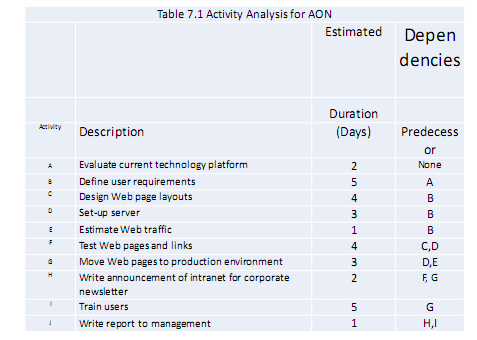 Table 7.1 Activity Analysis for AON
Estimated Depen
dencies
Duration
Activity Description (Days) Predecess
or
A Evaluate current technology platform 2 None
B Define user requirements 5 A
C Design Web page layouts 4 B
D Set-up server 3 B
E Estimate Web traffic 1 B
F Test Web pages and links 4 C,D
G Move Web pages to production environment 3 D,E
H Write announcement of intranet for corporate 2 F, G
newsletter
I Train users 5 G
J Write report to management 1 H,I